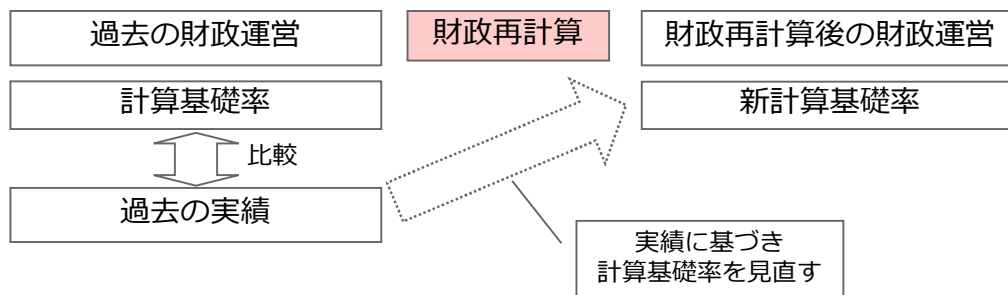 過去の財政運営
財政再計算
財政再計算後の財政運営
計算基礎率
新計算基礎率
比較
過去の実績
実績に基づき
計算基礎率を見直す